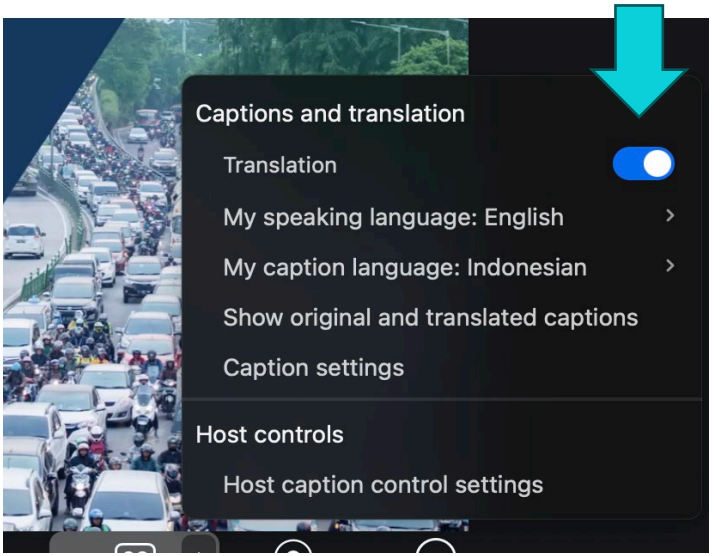 Captions and translation
Translation
My speaking language: English
My caption language: Indonesian
Show original and translated captions
Caption settings
Host controls
Host caption control settings